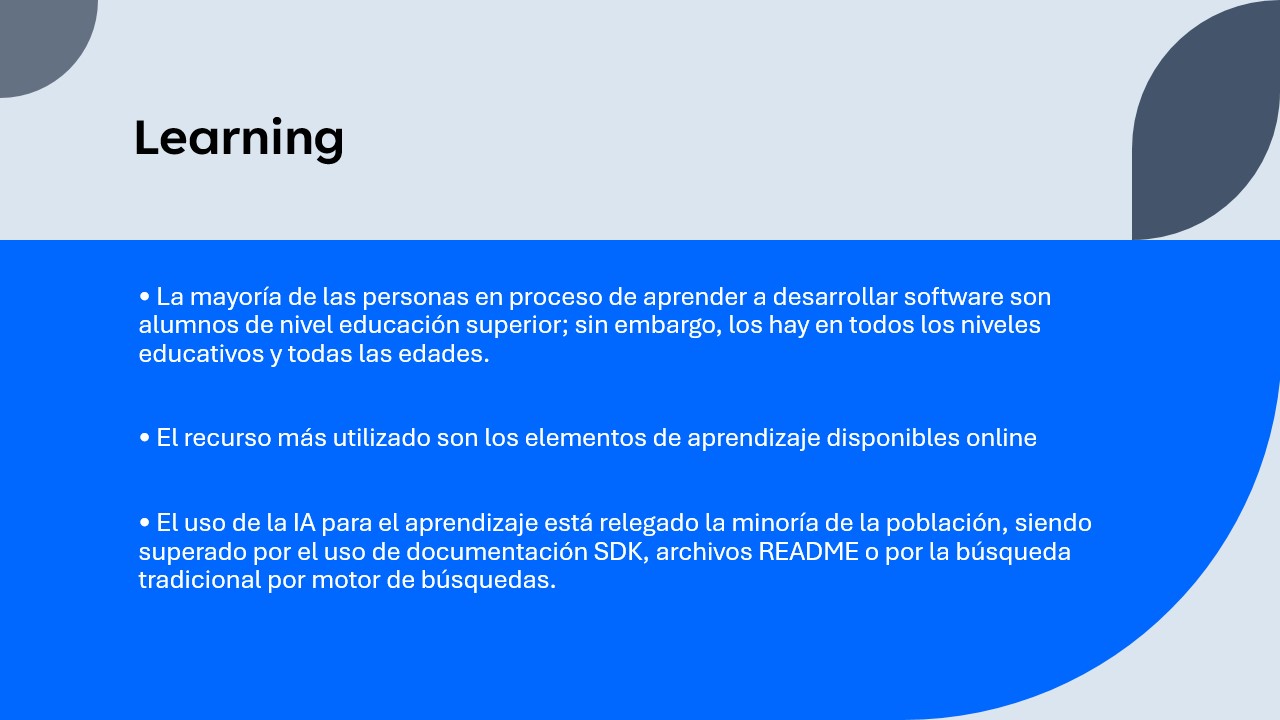 Learning
• La mayoría de las personas en proceso de aprender a desarrollar software son
alumnos de nivel educación superior; sin embargo, los hay en todos los niveles
educativos y todas las edades.
• El recurso más utilizado son los elementos de aprendizaje disponibles online
• El uso de la IA para el aprendizaje está relegado la minoría de la población, siendo
superado por el uso de documentación SDK, archivos README o por la búsqueda
tradicional por motor de búsquedas.